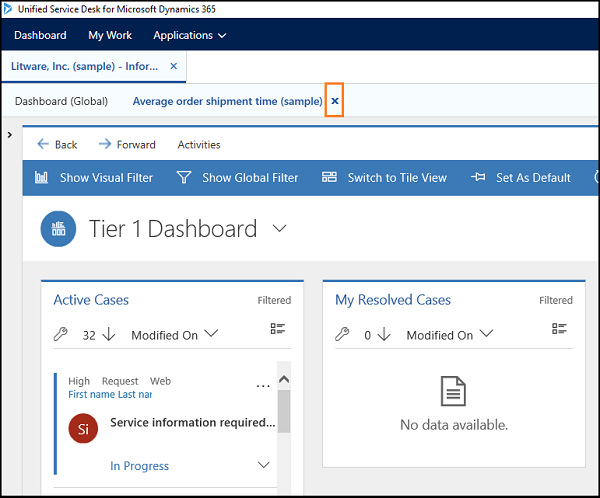 Unified Service Desk for Microsoft Dynamics 365
Dashboard My Work Applications
Litware, Inc. (sample) - Infor...
Dashboard (Global) Average order shipment time (sample)
Back Forward Activities
Show Visual Filter Show Global Filter Switch to Tile View Set As Default
Tier 1 Dashboard
Active Cases Filtered
32 Modified On
High Request Web ...
First name Last nar
Si Service information required...
In Progress
My Resolved Cases Filtered
0 Modified On
No data available.